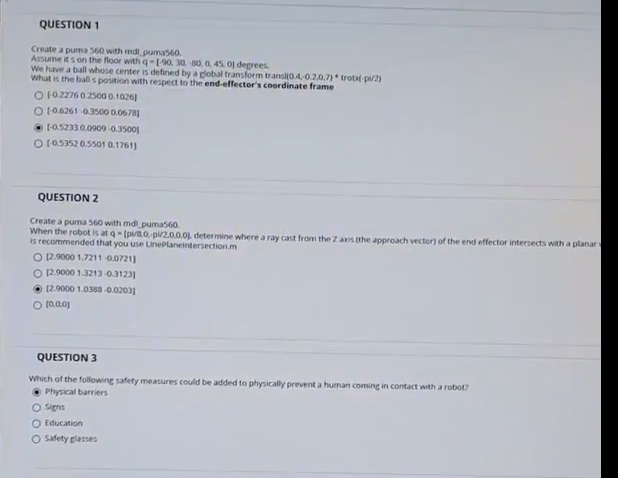 QUESTION 1
Create a puma 560 with mdl_puma560.
Assume it s on the floor with q = [-90, 30, -80, 0, 45, 0] degrees.
We have a ball whose center is defined by a global transform transl(0.4,-0.2,0.7) * trotx(-pi/2)
What is the ball s position with respect to the end-effector's coordinate frame
[-0.2276 0.2500 0.1026]
[-0.6261 -0.3500 0.0678]
[-0.5233 0.0909 -0.3500]
[-0.5352 0.5501 0.1761]
QUESTION 2
Create a puma 560 with mdl_puma560.
When the robot is at q = [pi/8,0,-pi/2,0,0,0], determine where a ray cast from the Z axis (the approach vector) of the end effector intersects with a planar
is recommended that you use LinePlaneIntersection.m
[2.9000 1.7211 -0.0721]
[2.9000 1.3213 -0.3123]
[2.9000 1.0388 -0.0203]
[0,0,0]
QUESTION 3
Which of the following safety measures could be added to physically prevent a human coming in contact with a robot?
Physical barriers
Signs
Education
Safety glasses